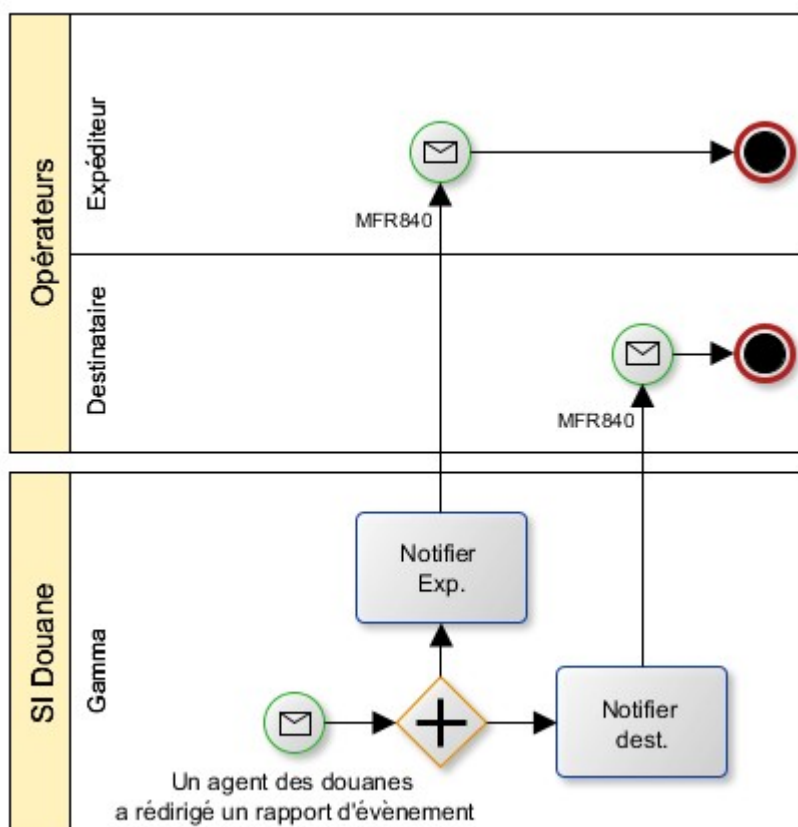 Opérateurs
Expéditeur
MFR840
Destinataire
MFR840
SI Douane
Gamma
Notifier
Exp.
Notifier
dest.
Un agent des douanes
a rédirigé un rapport d'évènement